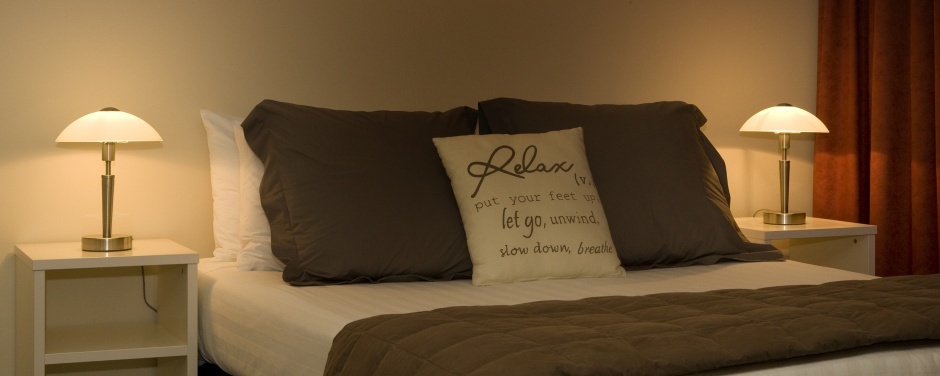 Relax
(v.
put your feet up,
let go, unwind,
slow down, breathe